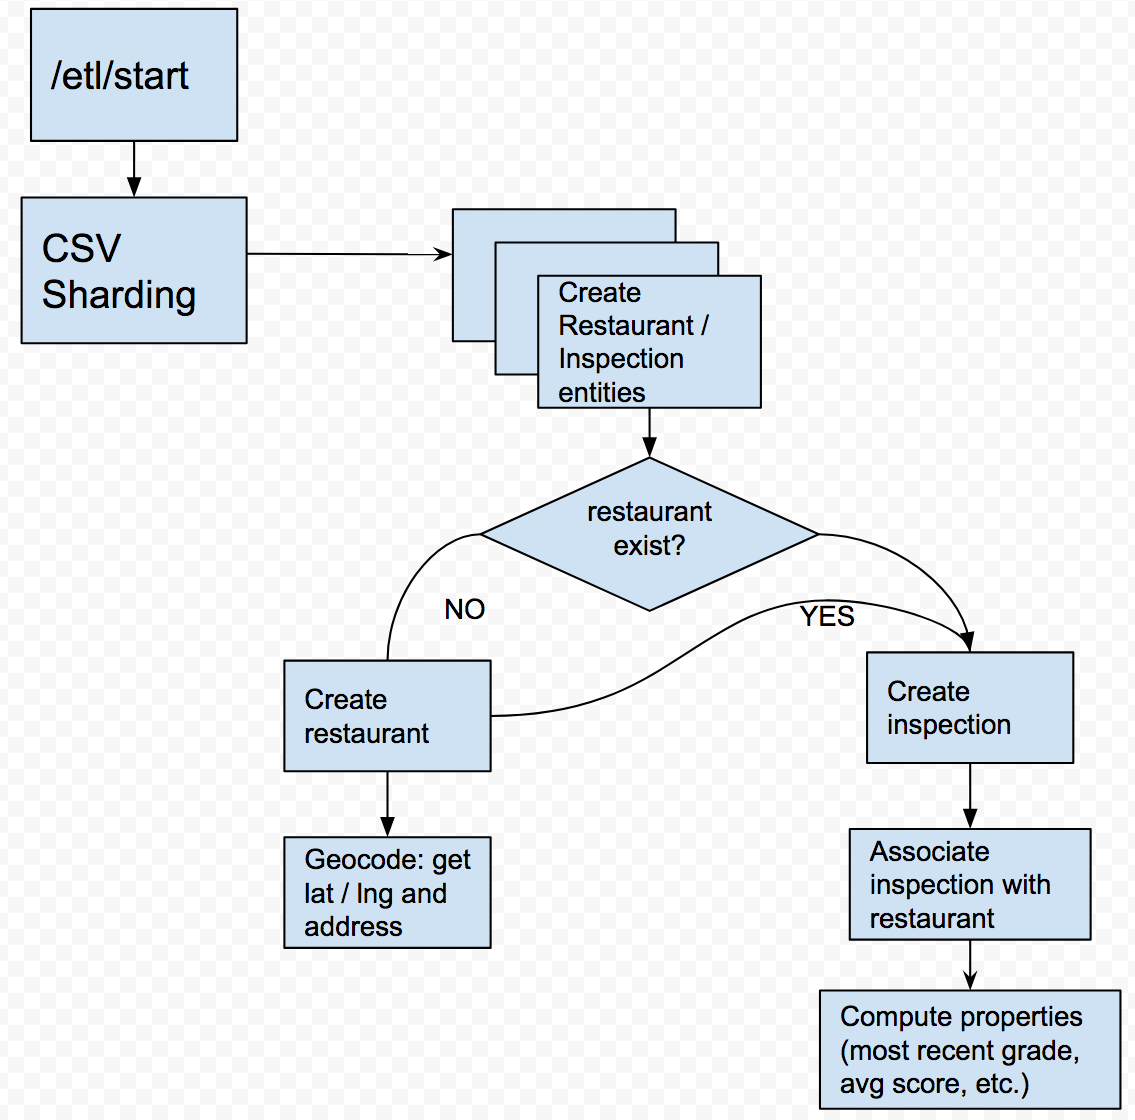 /etl/start
CSV
Sharding
Create
Restaurant /
Inspection
entities
restaurant
exist?
NO
YES
Create
restaurant
Create
inspection
Geocode: get
lat / lng and
address
Associate
inspection with
restaurant
Compute properties
(most recent grade,
avg score, etc.)